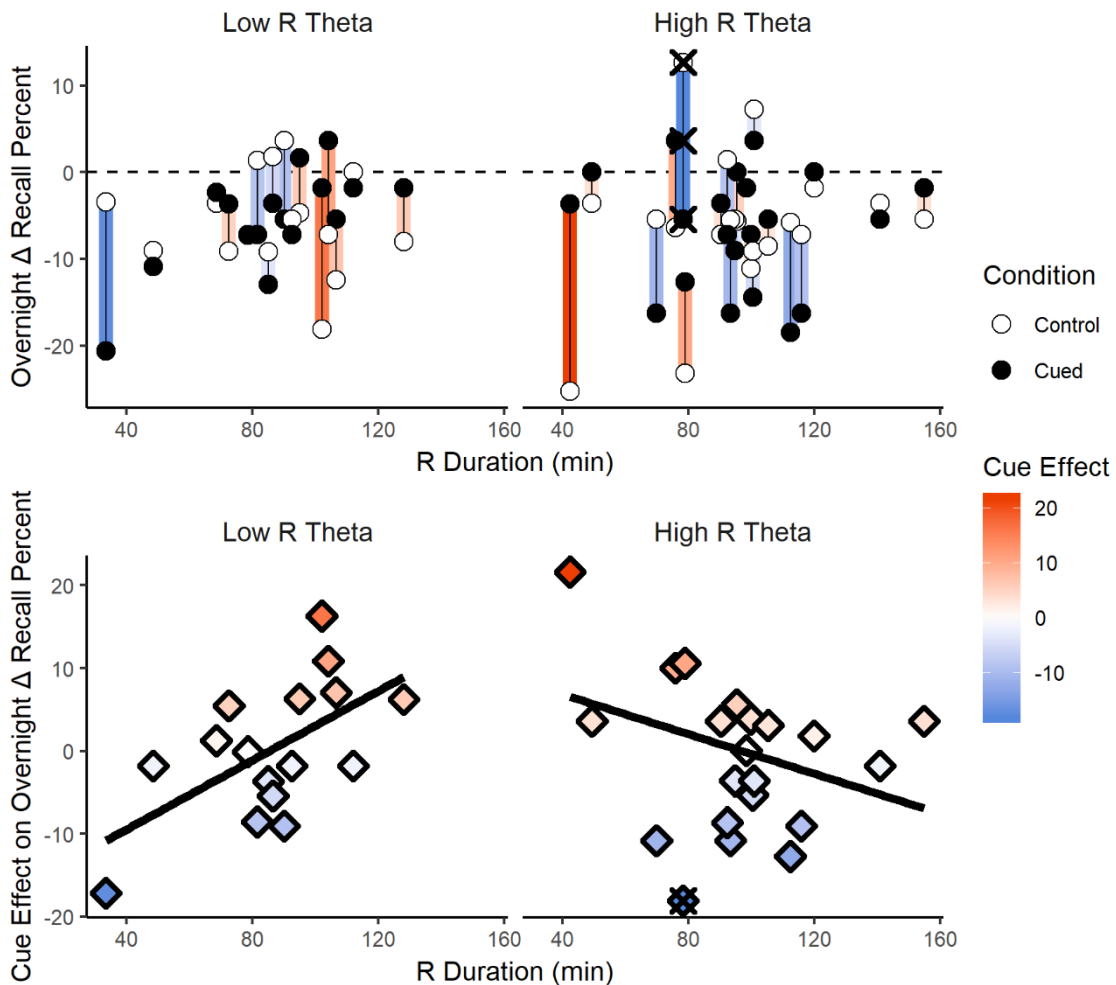 Low R Theta
High R Theta
Overnight Δ Recall Percent
10
0
-10
-20
40
80
120
160
40
80
120
160
R Duration (min)
Condition
Control
Cued
Cue Effect
20
10
0
-10
Low R Theta
High R Theta
Cue Effect on Overnight Δ Recall Percent
20
10
0
-10
-20
40
80
120
160
40
80
120
160
R Duration (min)